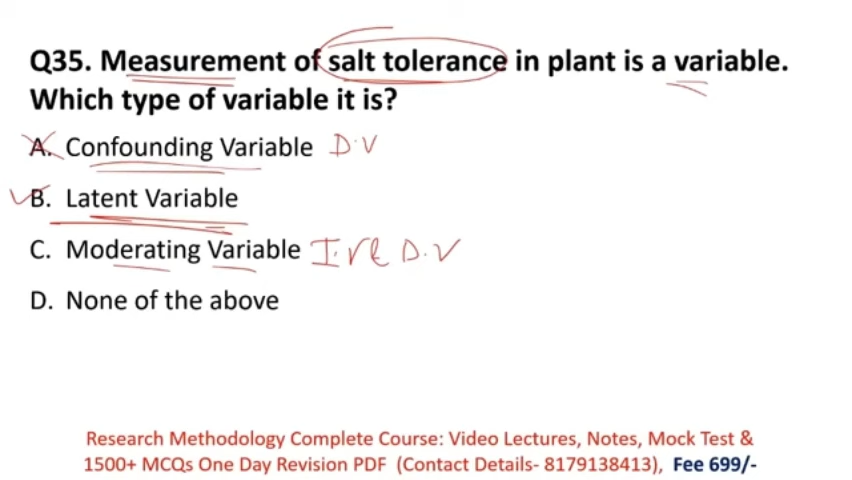 Q35. Measurement of salt tolerance in plant is a variable.
Which type of variable it is?
A. Confounding Variable D.V
B. Latent Variable
C. Moderating Variable I.V & D.V
D. None of the above
Research Methodology Complete Course: Video Lectures, Notes, Mock Test &
1500+ MCQs One Day Revision PDF (Contact Details- 8179138413), Fee 699/-